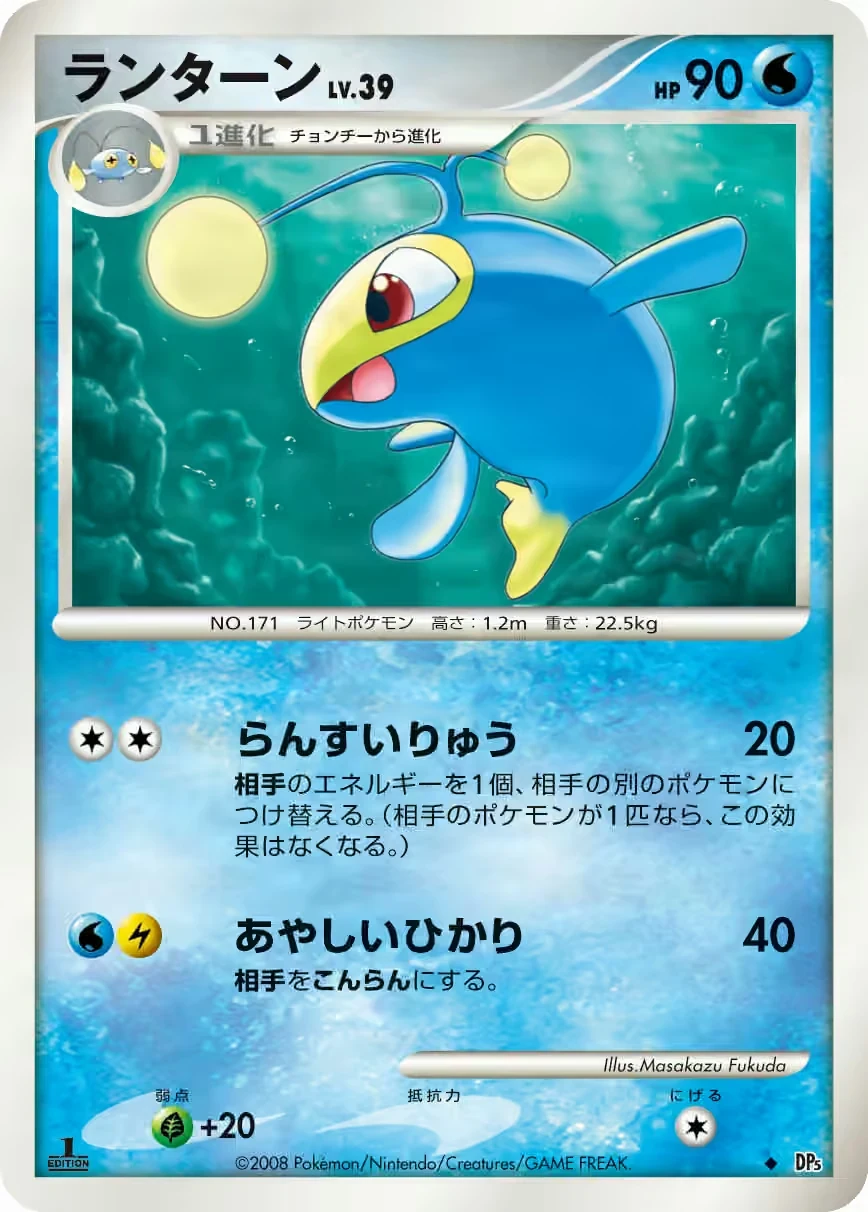 ランターン LV.39 HP 90
1進化 チョンチーから進化
NO.171 ライトポケモン 高さ:1.2m 重さ:22.5kg
らんすいりゅう 20
相手のエネルギーを1個、相手の別のポケモンに
つけ替える。(相手のポケモンが1匹なら、この効
果はなくなる。)
あやしいひかり 40
相手をこんらんにする。
Illus.Masakazu Fukuda
弱点 抵抗力 にげる
+20
1 EDITION
©2008 Pokémon/Nintendo/Creatures/GAME FREAK.
DP5